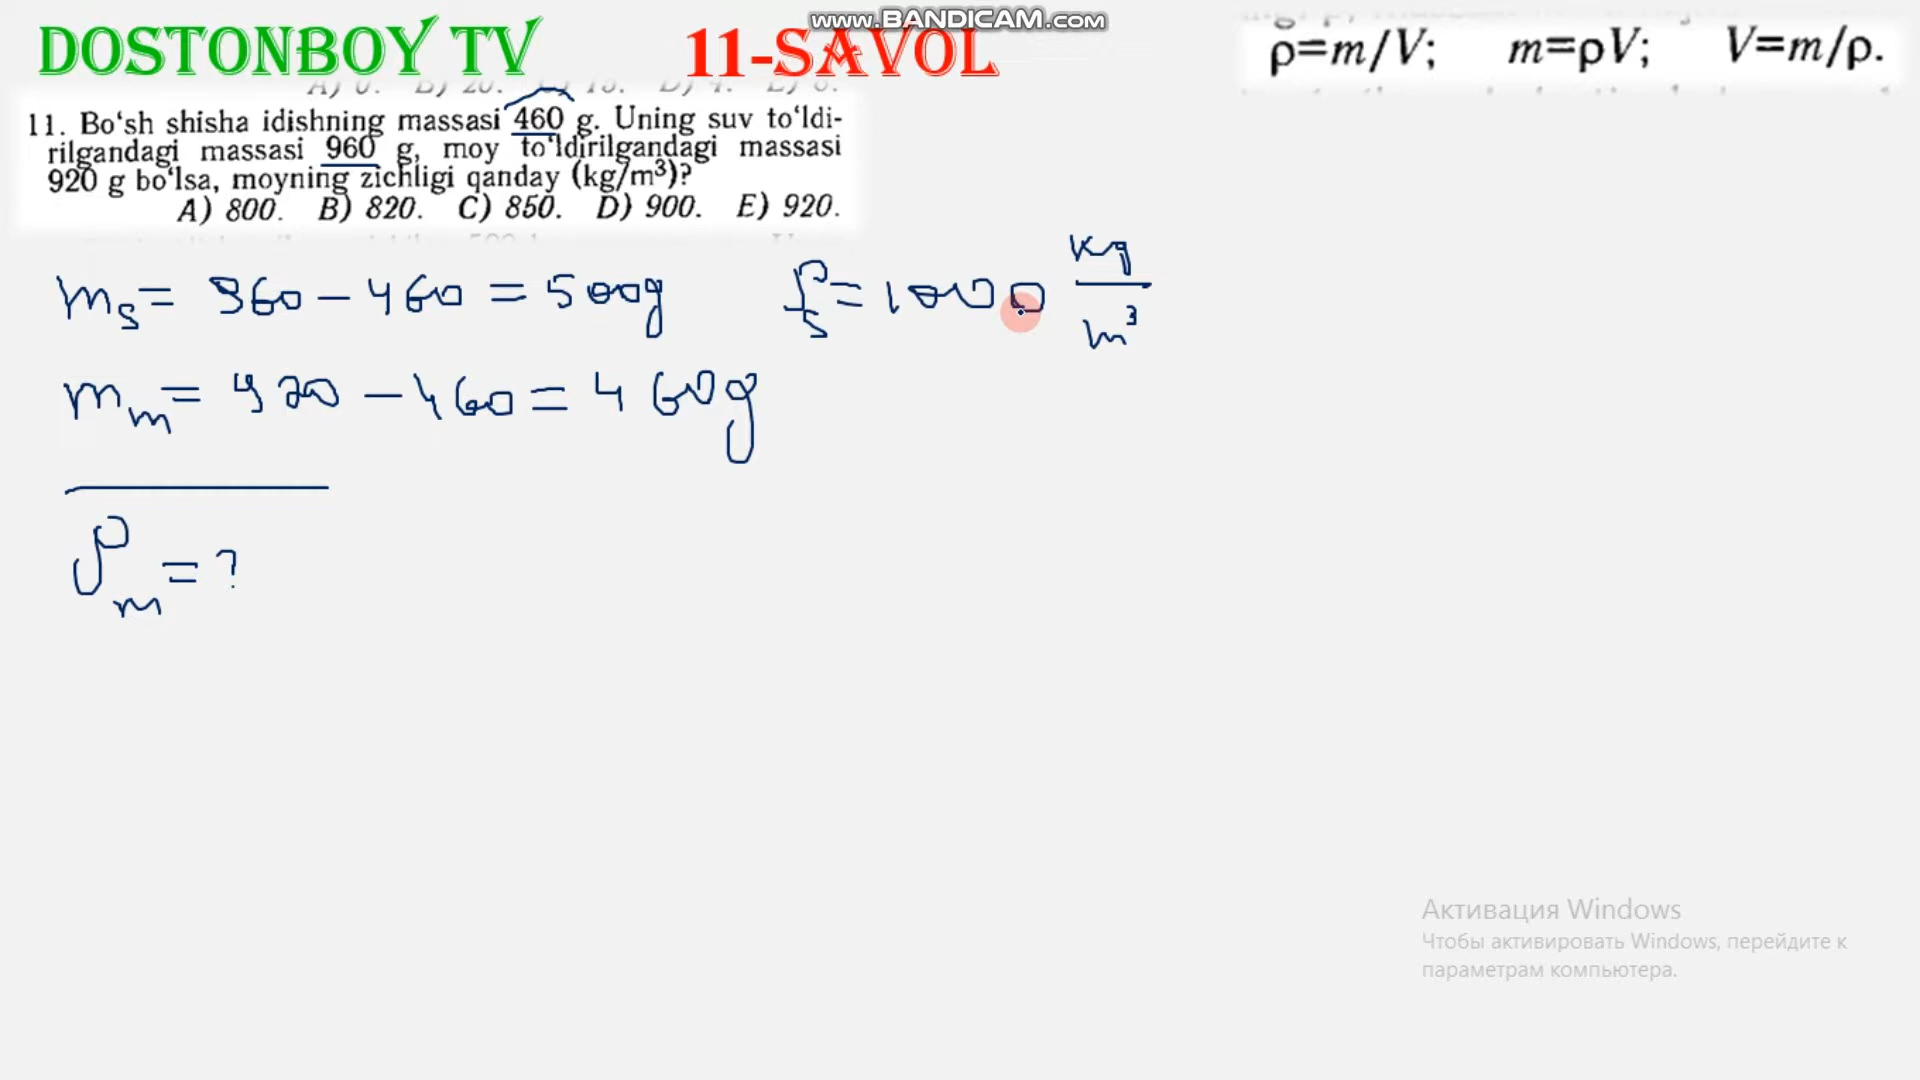 www.BANDICAM.com
DOSTONBOY TV
11-SAVOL
ρ=m/V; m=ρV; V=m/ρ.
11. Bo‘sh shisha idishning massasi 460 g. Uning suv to‘ldi-
rilgandagi massasi 960 g, moy to‘ldirilgandagi massasi
920 g bo‘lsa, moyning zichligi qanday (kg/m³)?
A) 800. B) 820. C) 850. D) 900. E) 920.
mₛ = 960 − 460 = 500g ρₛ = 1000 kg/m³
mₘ = 920 − 460 = 460g
ρₘ = ?
Активация Windows
Чтобы активировать Windows, перейдите к
параметрам компьютера.